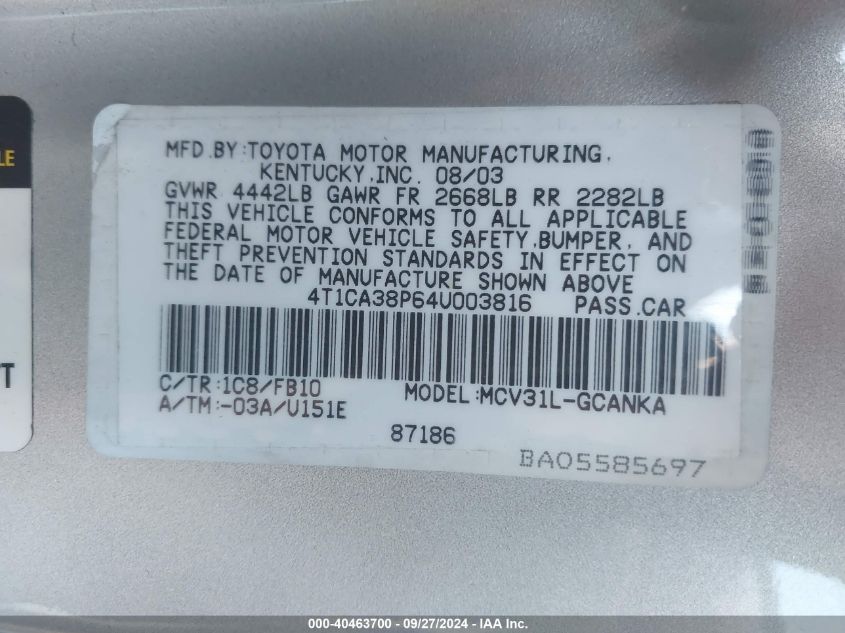 LE
T
MFD.BY:TOYOTA MOTOR MANUFACTURING,
KENTUCKY,INC. 08/03
GVWR 4442LB GAWR FR 2668LB RR 2282LB
THIS VEHICLE CONFORMS TO ALL APPLICABLE
FEDERAL MOTOR VEHICLE SAFETY,BUMPER, AND
THEFT PREVENTION STANDARDS IN EFFECT ON
THE DATE OF MANUFACTURE SHOWN ABOVE
4T1CA38P64U003816 PASS.CAR
C/TR:1C8/FB10 MODEL:MCV31L-GCANKA
A/TM:-03A/U151E
87186
BA05585697
000-40463700 - 09/27/2024 - IAA Inc.